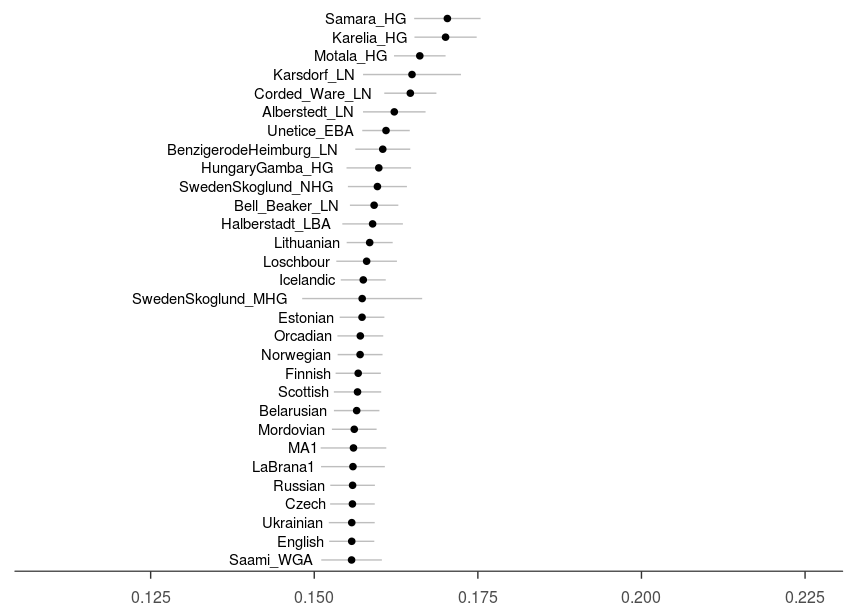 Samara_HG
Karelia_HG
Motala_HG
Karsdorf_LN
Corded_Ware_LN
Alberstedt_LN
Unetice_EBA
BenzigerodeHeimburg_LN
HungaryGamba_HG
SwedenSkoglund_NHG
Bell_Beaker_LN
Halberstadt_LBA
Lithuanian
Loschbour
Icelandic
SwedenSkoglund_MHG
Estonian
Orcadian
Norwegian
Finnish
Scottish
Belarusian
Mordovian
MA1
LaBrana1
Russian
Czech
Ukrainian
English
Saami_WGA
0.125 0.150 0.175 0.200 0.225